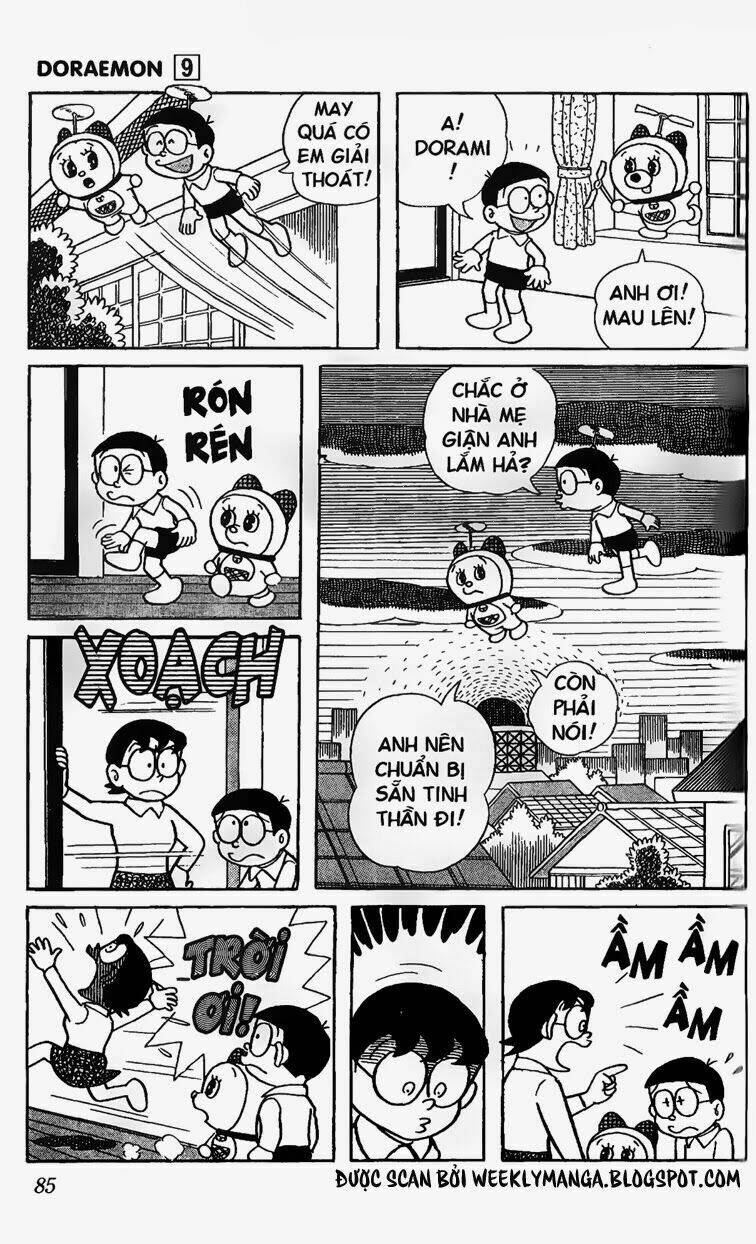 DORAEMON 9
A!
DORAMI
!
ANH ƠI!
MAU LÊN!
MAY
QUÁ CÓ
EM GIẢI
THOÁT!
CHẮC Ở
NHÀ MẸ
GIẬN ANH
LẮM HẢ?
CÒN
PHẢI
NÓI!
ANH NÊN
CHUẨN BỊ
SẴN TINH
THẦN ĐI!
RÓN
RÉN
XOẠCH
ẦM ẦM
ẦM
TRỜI
ƠI!
85
ĐƯỢC SCAN BỞI WEEKLYMANGA.BLOGSPOT.COM